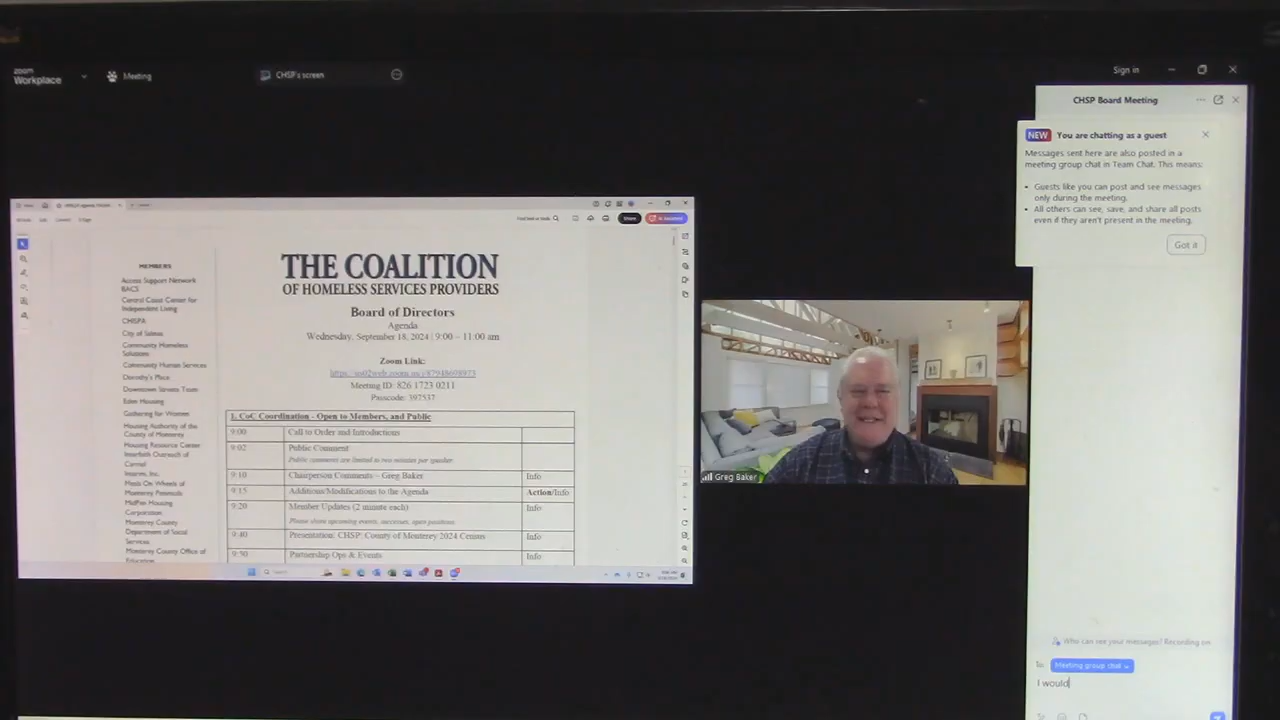 zoom
Workplace
Meeting
CHSP's screen
Sign in
CHSP Board Meeting
NEW You are chatting as a guest
Messages sent here are also posted in a
meeting group chat in Team Chat. This means:
Guests like you can post and see messages
only during the meeting.
All others can see, save, and share all posts
even if they aren't present in the meeting.
Got it
Share
MEMBERS
Access Support Network
BACS
Central Coast Center for
Independent Living
CHISPA
City of Salinas
Community Homeless
Solutions
Community Human Services
Dorothy's Place
Downtown Streets Team
Eden Housing
Gathering for Women
Housing Authority of the
County of Monterey
Housing Resource Center
Interfaith Outreach of
Carmel
Interim, Inc.
Meals On Wheels of
Monterey Peninsula
MidPen Housing
Corporation
Monterey County
Department of Social
Services
Monterey County Office of
Education
THE COALITION
OF HOMELESS SERVICES PROVIDERS
Board of Directors
Agenda
Wednesday, September 18, 2024 | 9:00 – 11:00 am
Zoom Link:
Meeting ID: 826 1723 0211
Passcode: 397537
1. CoC Coordination - Open to Members, and Public
9:00 Call to Order and Introductions
9:02 Public Comment
Public comment are limited to two minutes per speaker
9:10 Chairperson Comments – Greg Baker Info
9:15 Additions/Modifications to the Agenda Action/Info
9:20 Member Updates (2 minute each) Info
Please share upcoming events, successes, open positions
9:40 Presentation: CHSP: County of Monterey 2024 Census Info
9:50 Partnership Ops & Events Info
Search
Greg Baker
Who can see your messages? Recording on
To: Meeting group chat
I would